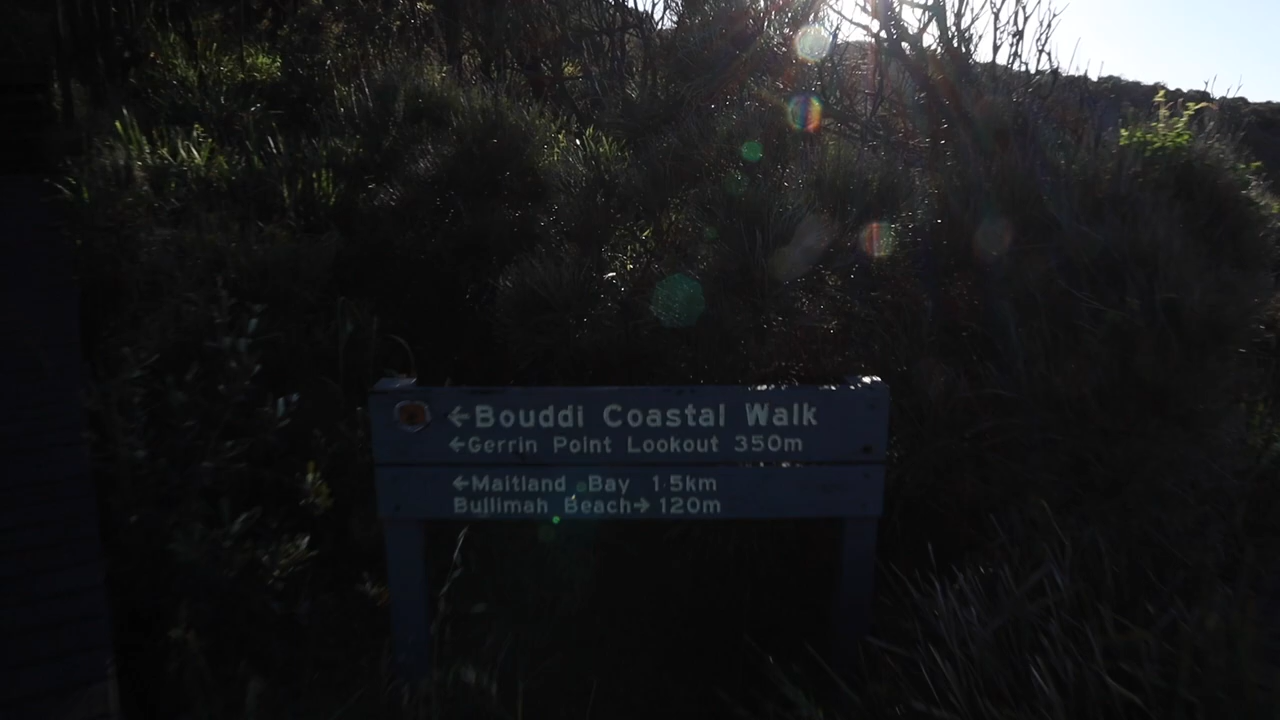 ←Bouddi Coastal Walk
←Gerrin Point Lookout 350m
←Maitland Bay 1.5km
Bullimah Beach→ 120m